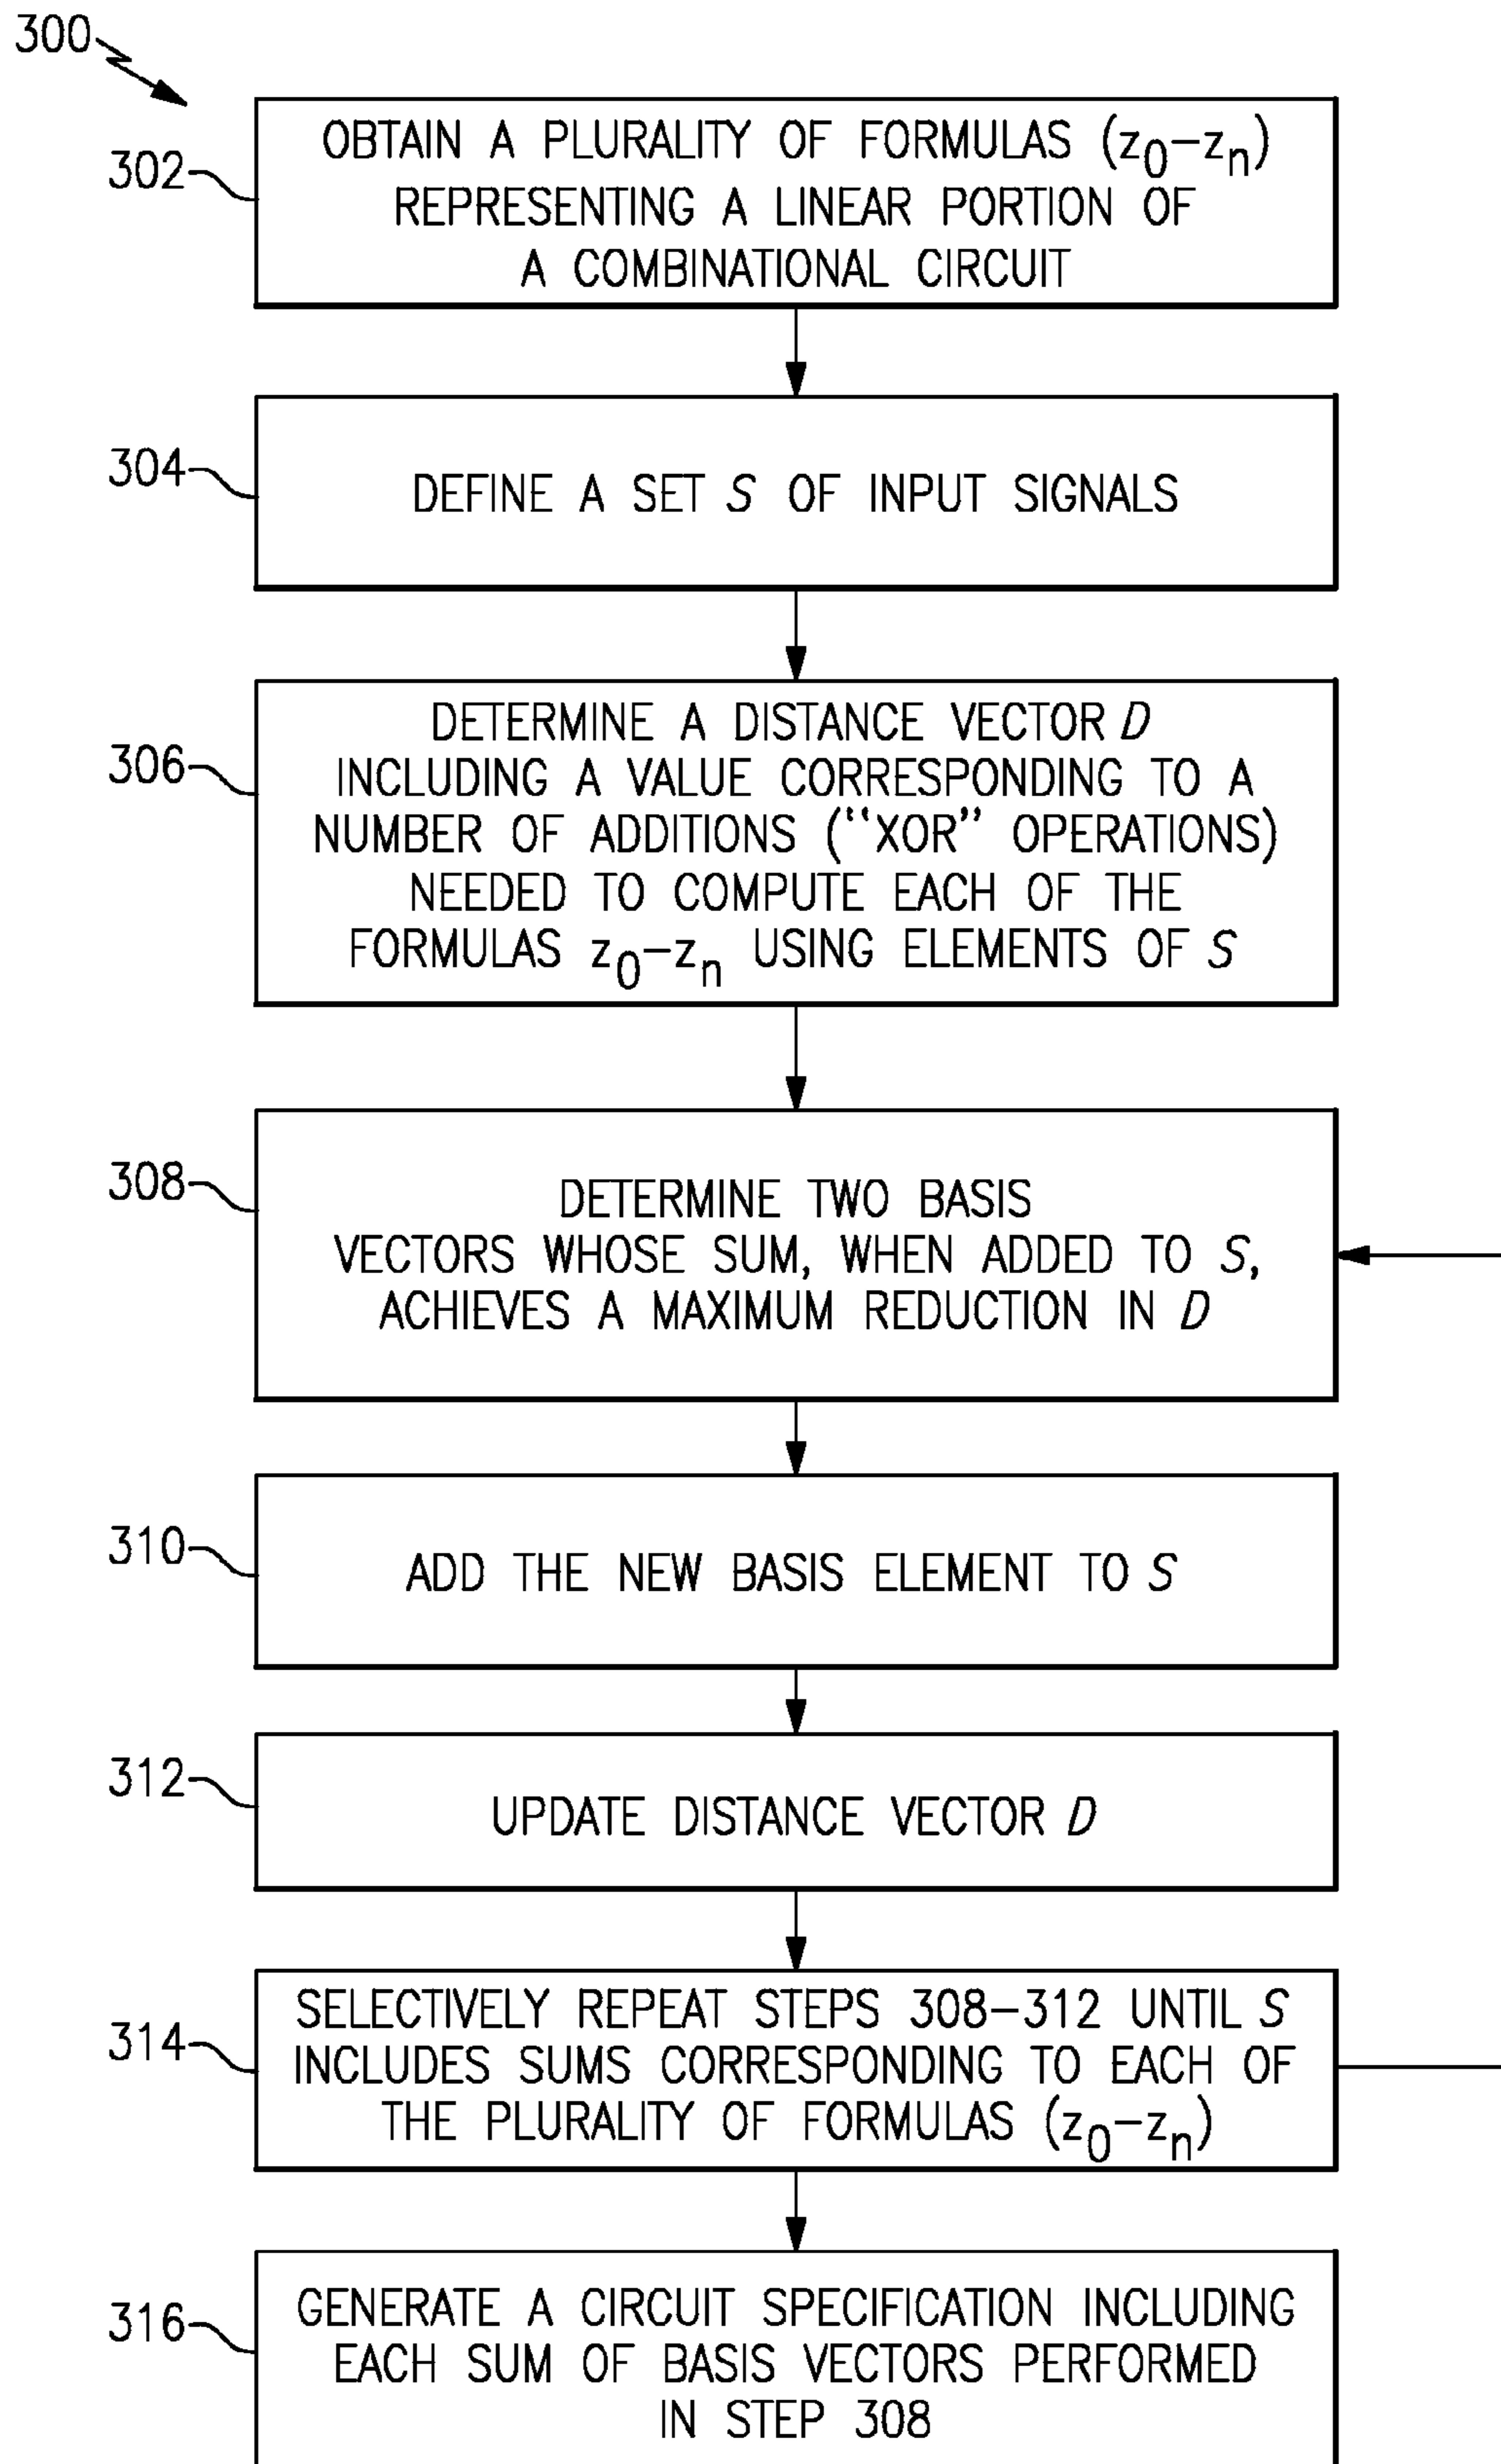 300
302
OBTAIN A PLURALITY OF FORMULAS (z0–zn)
REPRESENTING A LINEAR PORTION OF
A COMBINATIONAL CIRCUIT
304
DEFINE A SET S OF INPUT SIGNALS
306
DETERMINE A DISTANCE VECTOR D
INCLUDING A VALUE CORRESPONDING TO A
NUMBER OF ADDITIONS (“XOR” OPERATIONS)
NEEDED TO COMPUTE EACH OF THE
FORMULAS z0–zn USING ELEMENTS OF S
308
DETERMINE TWO BASIS
VECTORS WHOSE SUM, WHEN ADDED TO S,
ACHIEVES A MAXIMUM REDUCTION IN D
310
ADD THE NEW BASIS ELEMENT TO S
312
UPDATE DISTANCE VECTOR D
314
SELECTIVELY REPEAT STEPS 308–312 UNTIL S
INCLUDES SUMS CORRESPONDING TO EACH OF
THE PLURALITY OF FORMULAS (z0–zn)
316
GENERATE A CIRCUIT SPECIFICATION INCLUDING
EACH SUM OF BASIS VECTORS PERFORMED
IN STEP 308